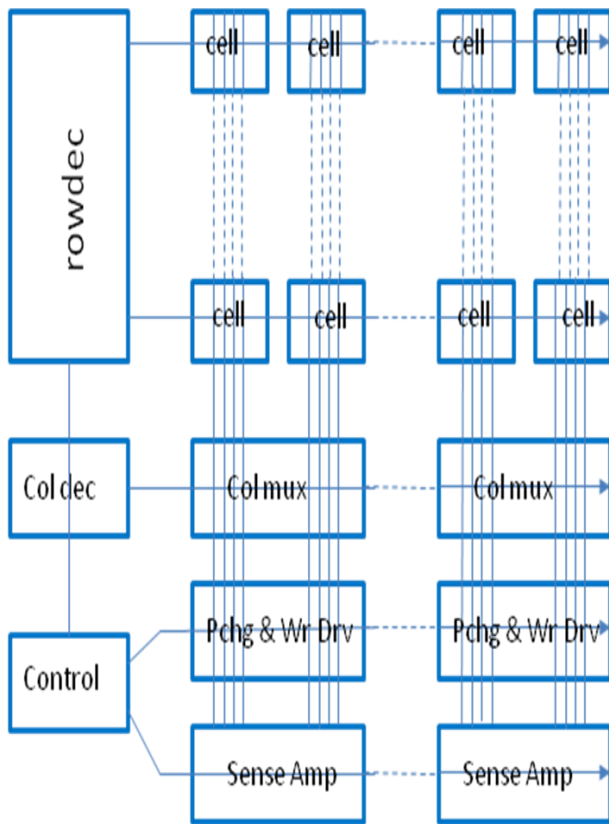 rowdec
cell
cell
cell
cell
cell
cell
cell
cell
Col dec
Col mux
Col mux
Control
Pchg & Wr Drv
Pchg & Wr Drv
Sense Amp
Sense Amp